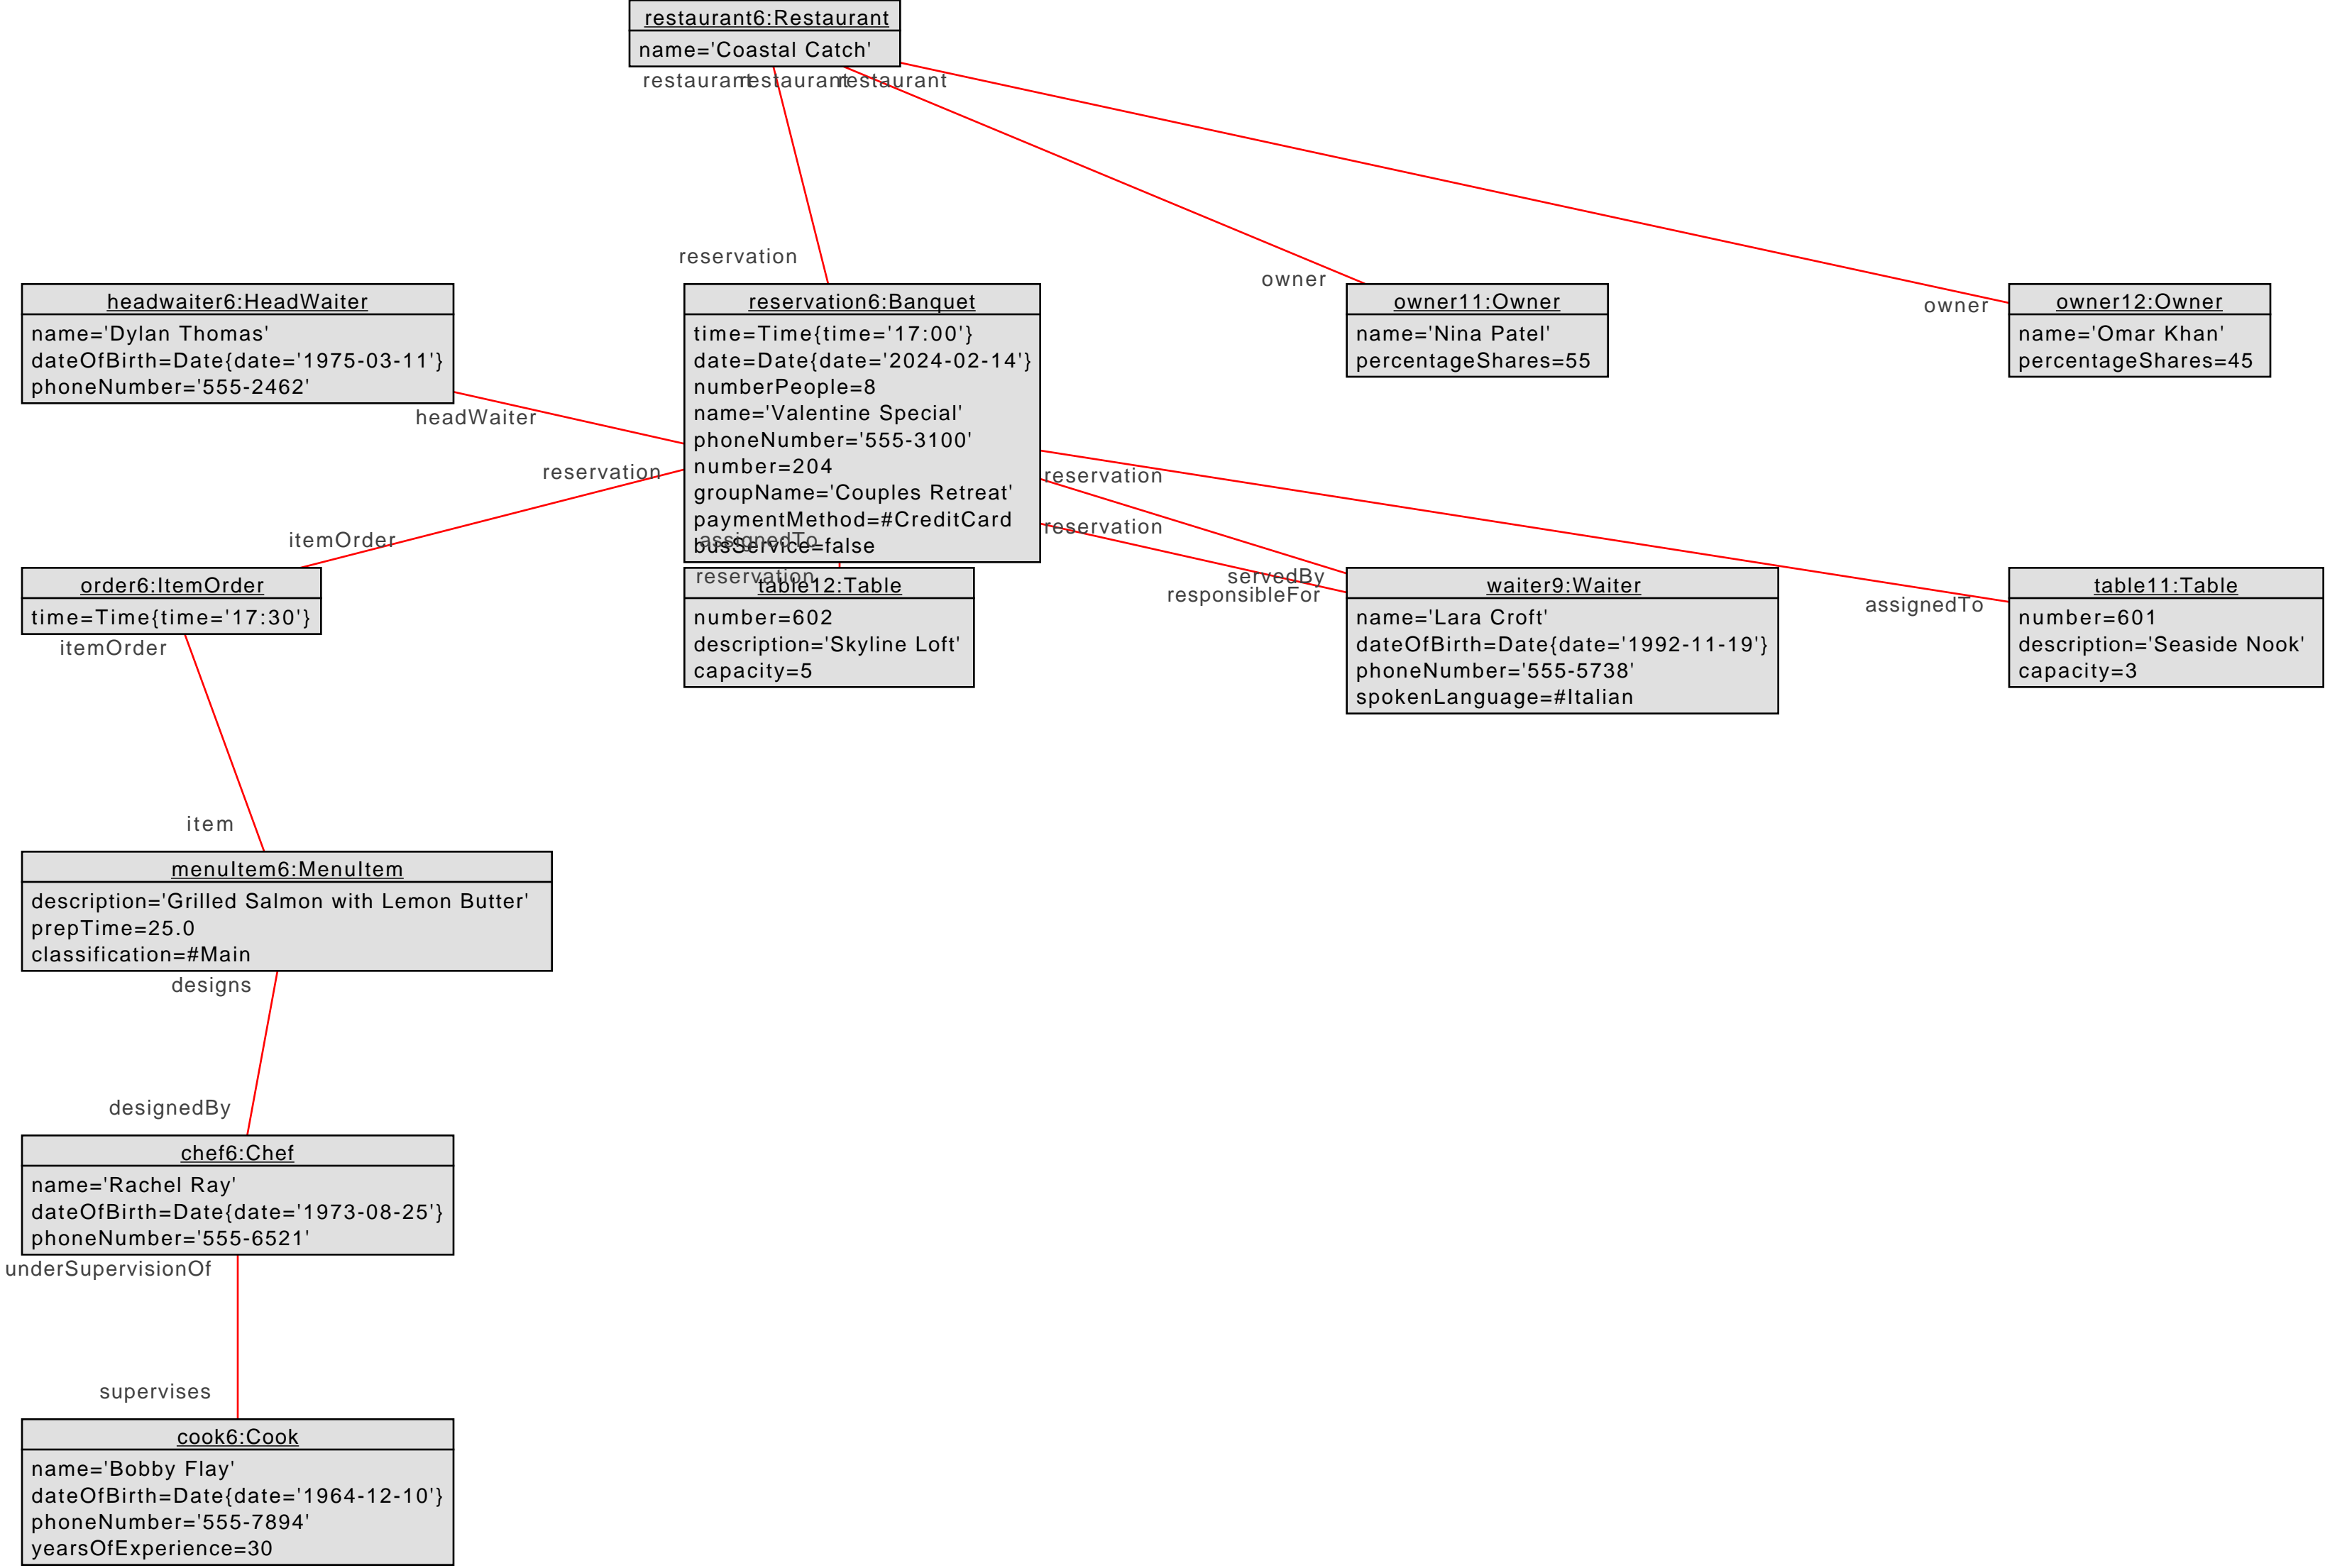 restaurant6:Restaurant
name='Coastal Catch'
restaurant
restaurant
restaurant
reservation
owner
owner
headwaiter6:HeadWaiter
name='Dylan Thomas'
dateOfBirth=Date{date='1975-03-11'}
phoneNumber='555-2462'
headWaiter
reservation6:Banquet
time=Time{time='17:00'}
date=Date{date='2024-02-14'}
numberPeople=8
name='Valentine Special'
phoneNumber='555-3100'
number=204
groupName='Couples Retreat'
paymentMethod=#CreditCard
busService=false
owner11:Owner
name='Nina Patel'
percentageShares=55
owner12:Owner
name='Omar Khan'
percentageShares=45
reservation
itemOrder
reservation
reservation
assignedTo
reservation
servedBy
responsibleFor
assignedTo
order6:ItemOrder
time=Time{time='17:30'}
itemOrder
table12:Table
number=602
description='Skyline Loft'
capacity=5
waiter9:Waiter
name='Lara Croft'
dateOfBirth=Date{date='1992-11-19'}
phoneNumber='555-5738'
spokenLanguage=#Italian
table11:Table
number=601
description='Seaside Nook'
capacity=3
item
menuItem6:MenuItem
description='Grilled Salmon with Lemon Butter'
prepTime=25.0
classification=#Main
designs
designedBy
chef6:Chef
name='Rachel Ray'
dateOfBirth=Date{date='1973-08-25'}
phoneNumber='555-6521'
underSupervisionOf
supervises
cook6:Cook
name='Bobby Flay'
dateOfBirth=Date{date='1964-12-10'}
phoneNumber='555-7894'
yearsOfExperience=30